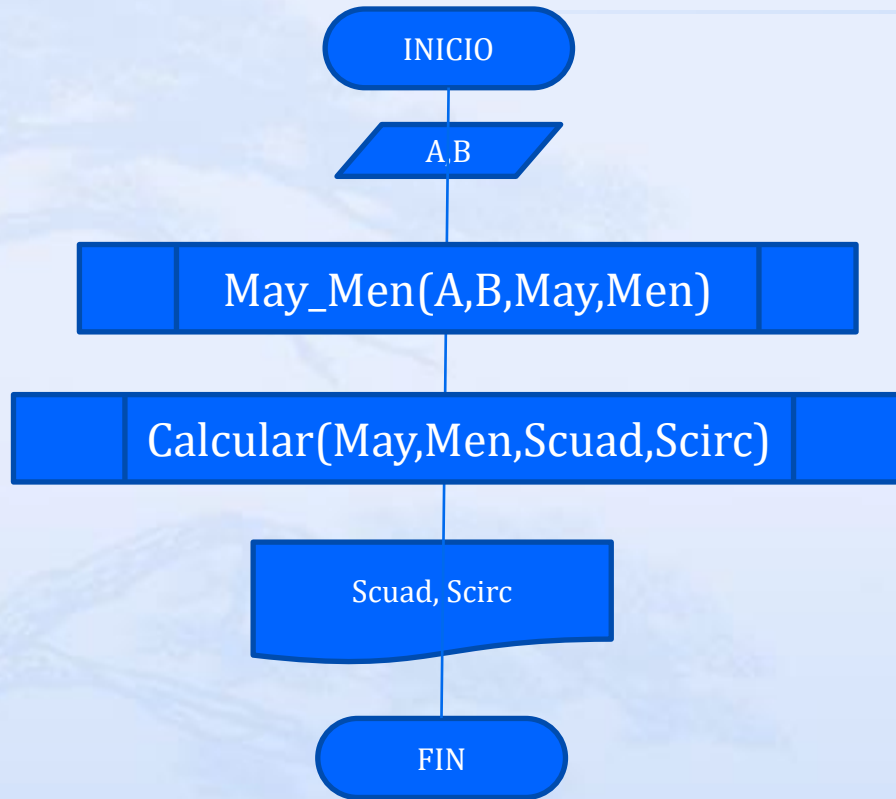 INICIO
A,B
May_Men(A,B,May,Men)
Calcular(May,Men,Scuad,Scirc)
Scuad, Scirc
FIN